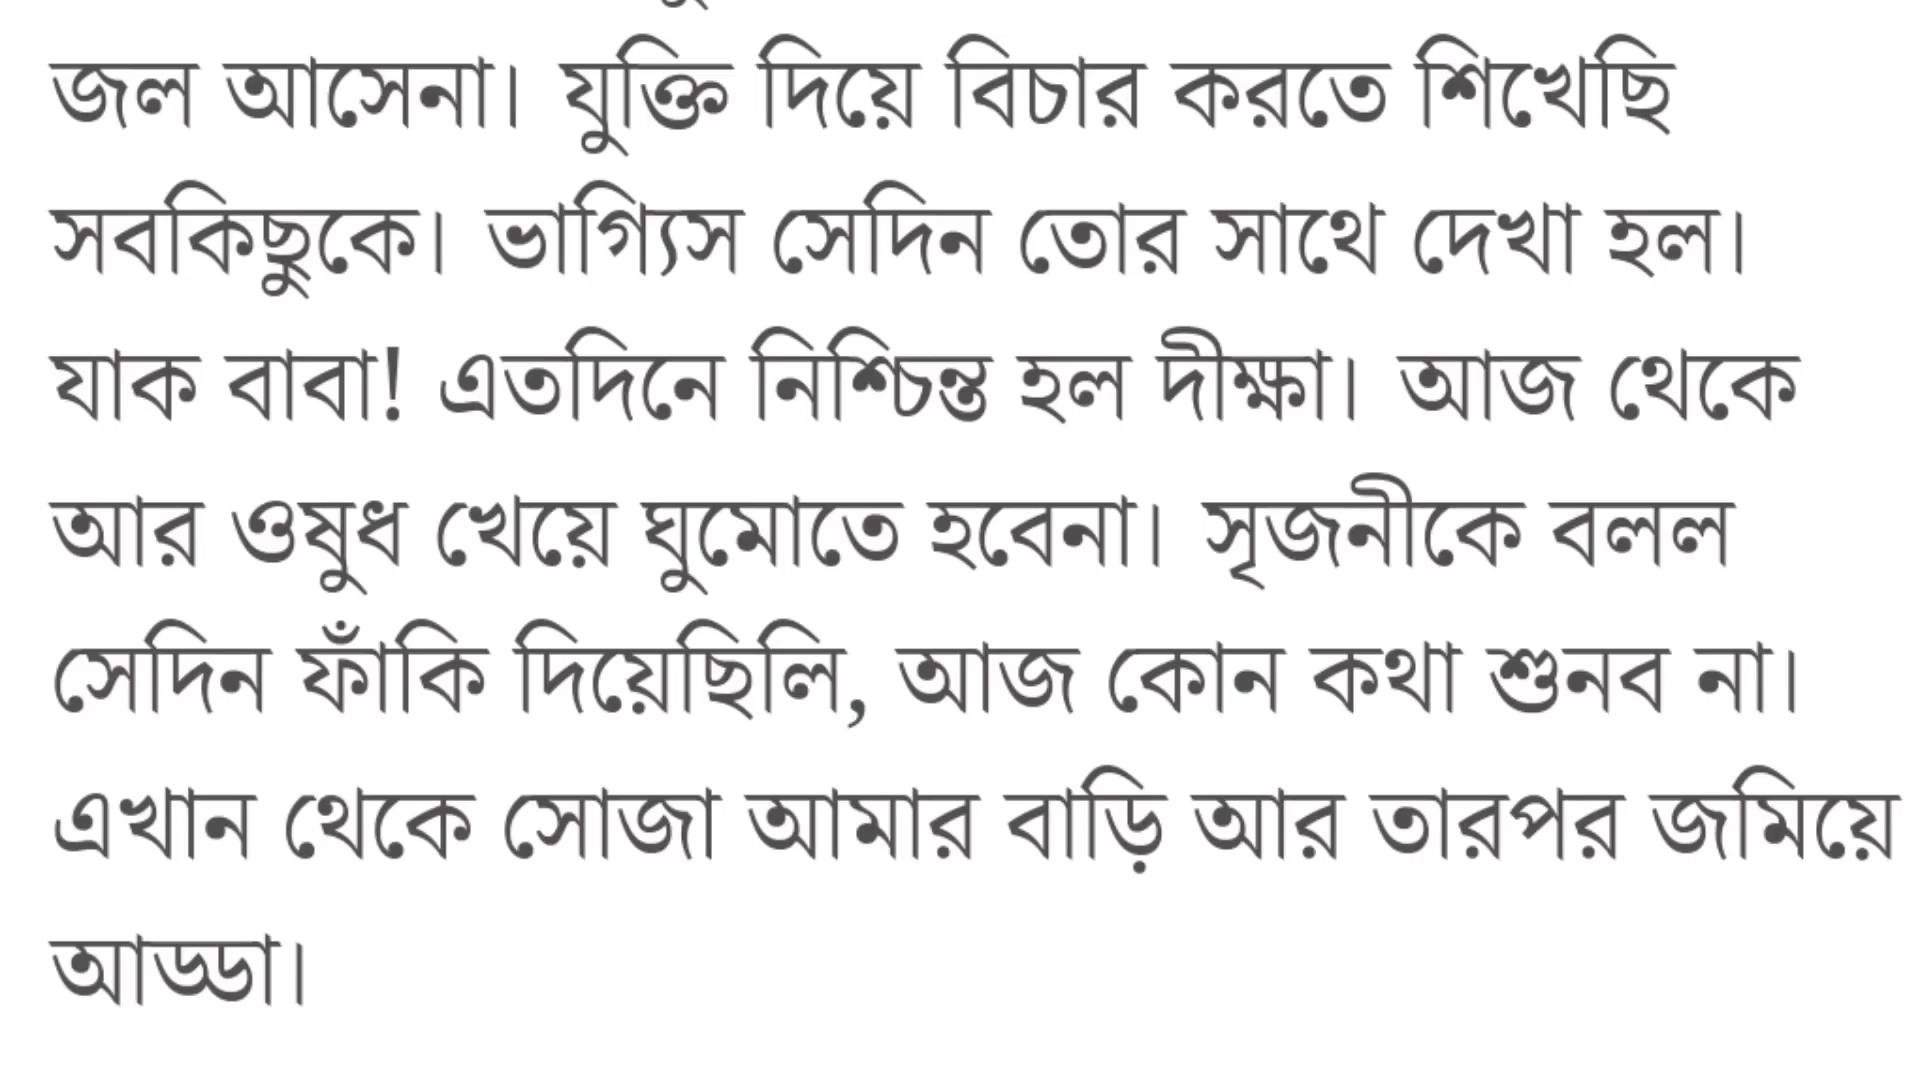 জল আসেনা। যুক্তি দিয়ে বিচার করতে শিখেছি
সবকিছুকে। ভাগ্যিস সেদিন তোর সাথে দেখা হল।
যাক বাবা! এতদিনে নিশ্চিন্ত হল দীক্ষা। আজ থেকে
আর ওষুধ খেয়ে ঘুমোতে হবেনা। সৃজনীকে বলল
সেদিন ফাঁকি দিয়েছিলি, আজ কোন কথা শুনব না।
এখান থেকে সোজা আমার বাড়ি আর তারপর জমিয়ে
আড্ডা।